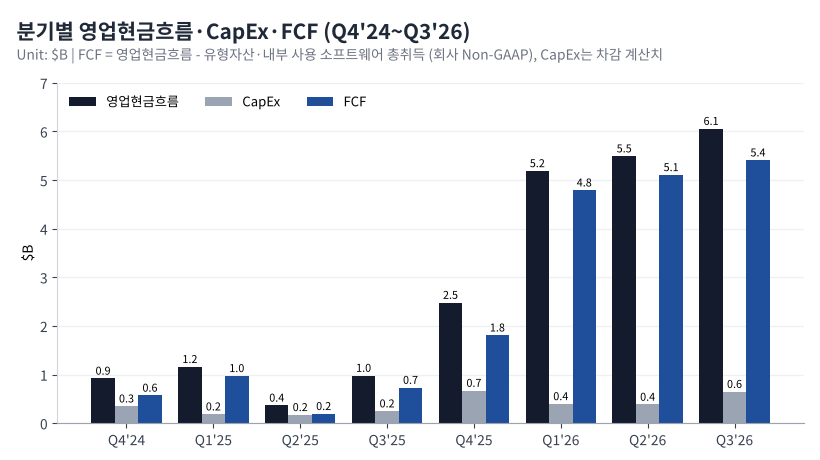 분기별 영업현금흐름·CapEx·FCF (Q4'24~Q3'26)
Unit: $B | FCF = 영업현금흐름 - 유형자산·내부 사용 소프트웨어 총취득 (회사 Non-GAAP), CapEx는 차감 계산치
영업현금흐름 CapEx FCF
$B
7
6
5
4
3
2
1
0
0.9 0.3 0.6
1.2 0.2 1.0
0.4 0.2 0.2
1.0 0.2 0.7
2.5 0.7 1.8
5.2 0.4 4.8
5.5 0.4 5.1
6.1 0.6 5.4
Q4'24 Q1'25 Q2'25 Q3'25 Q4'25 Q1'26 Q2'26 Q3'26